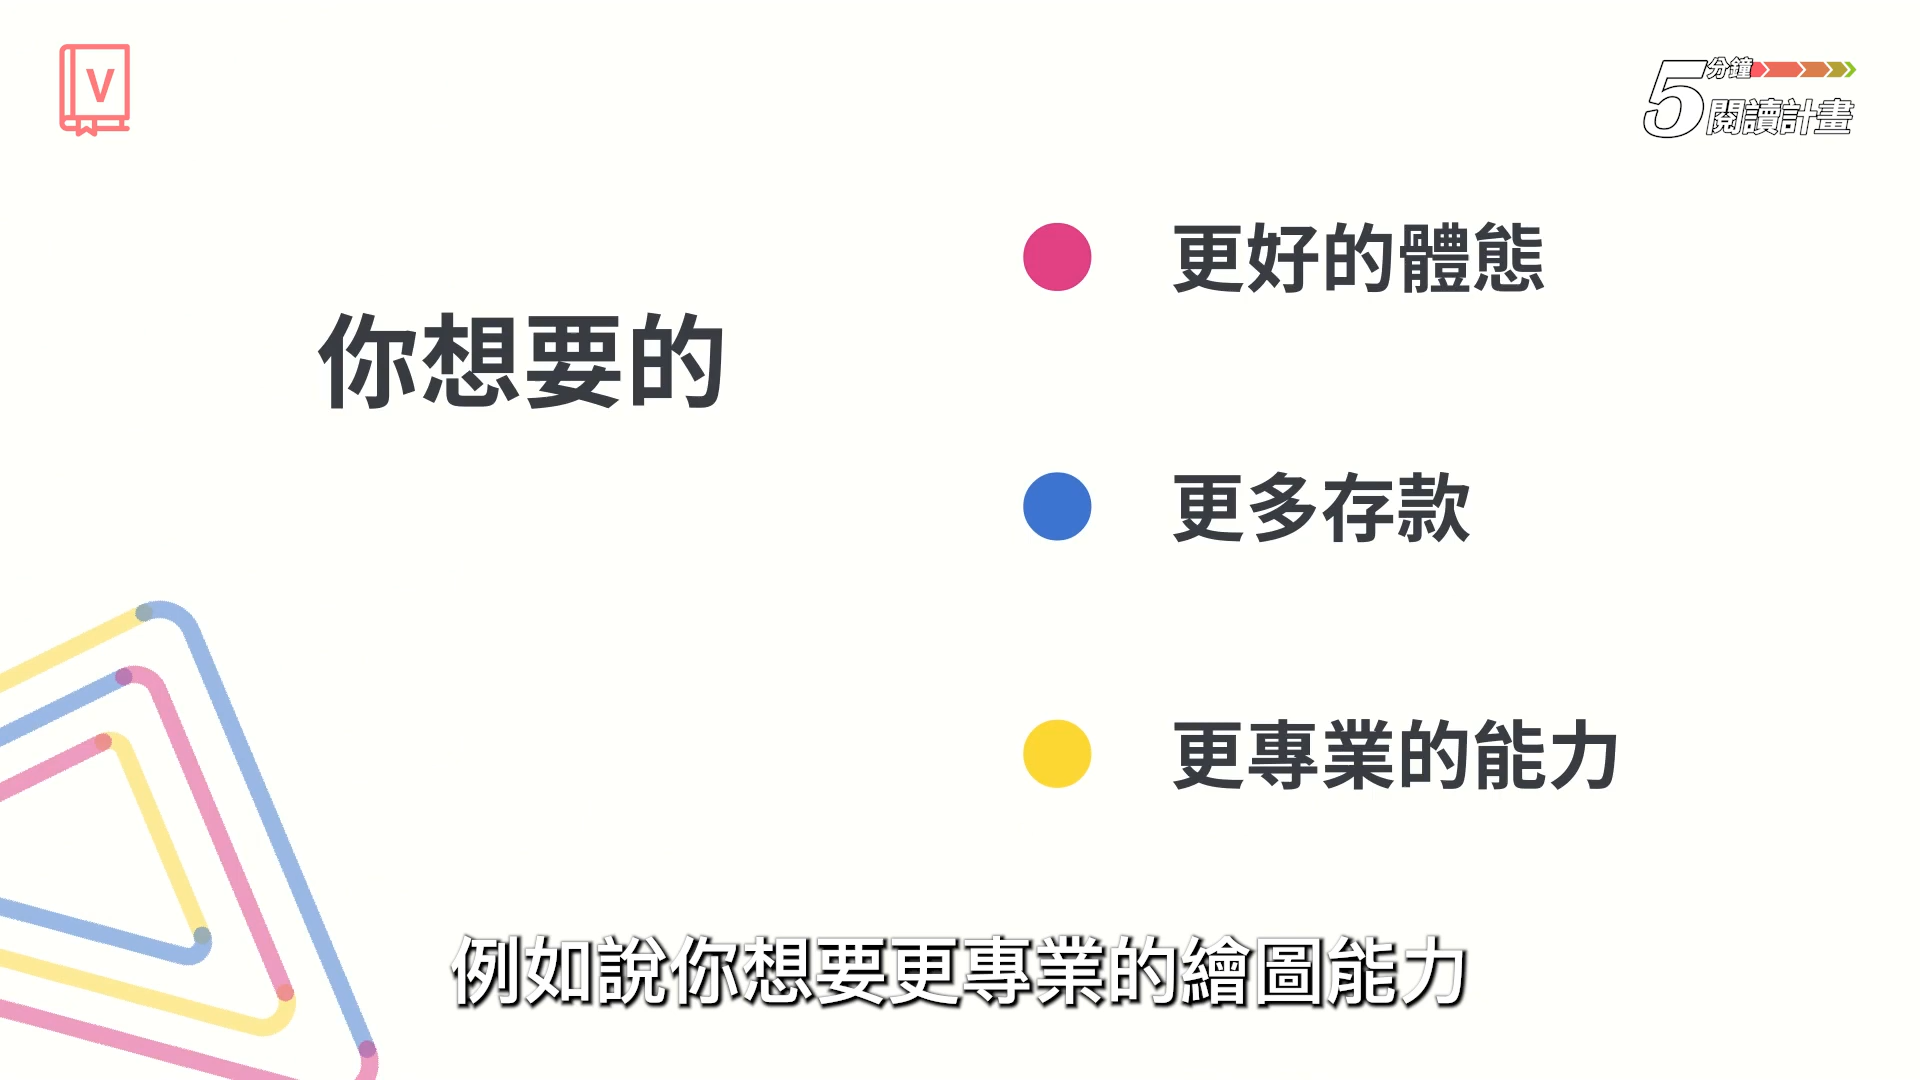 V
5分鐘
閱讀計畫
你想要的
更好的體態
更多存款
更專業的能力
例如說你想要更專業的繪圖能力